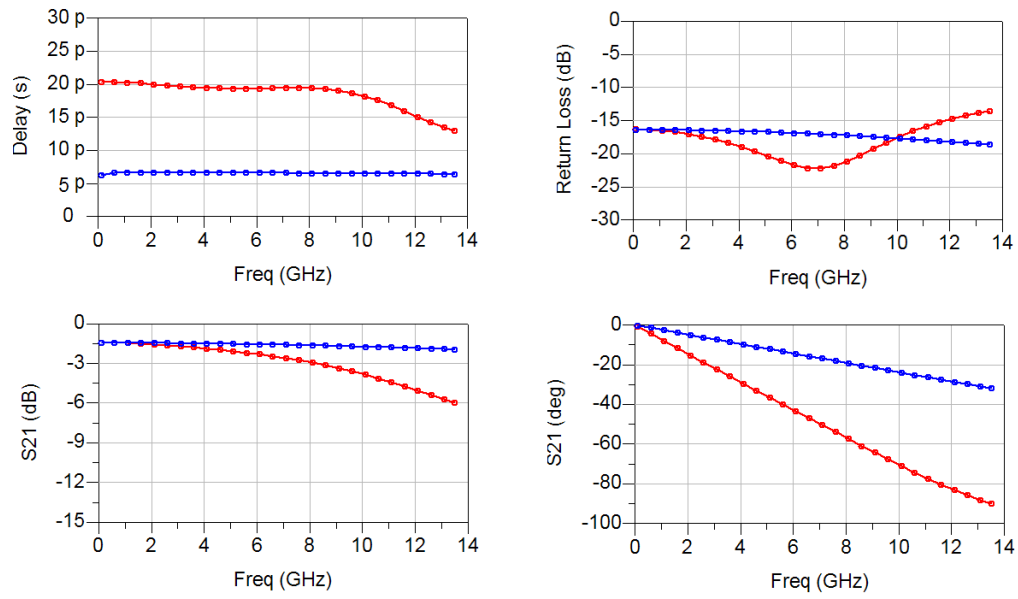 30 p
25 p
20 p
15 p
10 p
5 p
0
Delay (s)
0 2 4 6 8 10 12 14
Freq (GHz)
0
-5
-10
-15
-20
-25
-30
Return Loss (dB)
0 2 4 6 8 10 12 14
Freq (GHz)
0
-3
-6
-9
-12
-15
S21 (dB)
0 2 4 6 8 10 12 14
Freq (GHz)
0
-20
-40
-60
-80
-100
S21 (deg)
0 2 4 6 8 10 12 14
Freq (GHz)